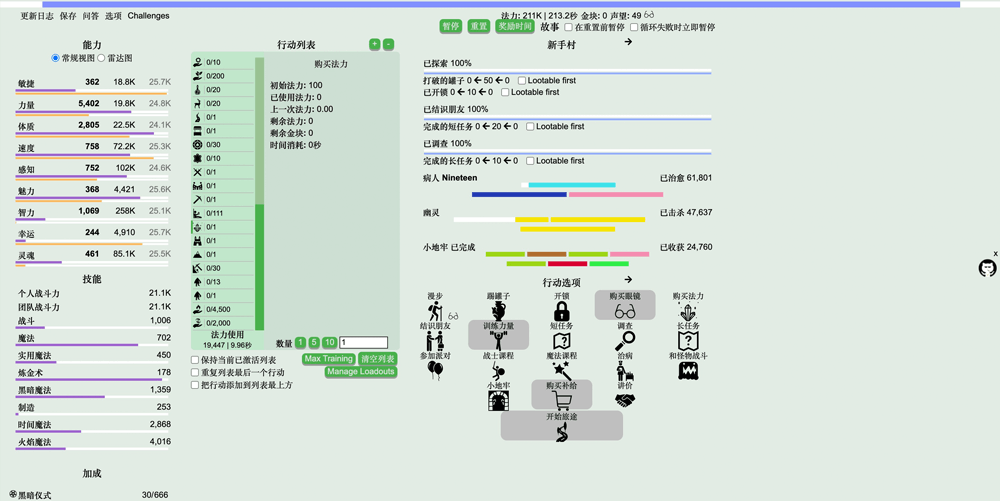 更新日志 保存 问答 选项 Challenges
法力: 211K | 213.2秒 金块: 0 声望: 49
暂停 重置 奖励时间 故事 在重置前暂停 循环失败时立即暂停
能力
常规视图 雷达图
敏捷 362 18.8K 25.7K
力量 5,402 19.8K 24.8K
体质 2,805 22.5K 24.1K
速度 758 72.2K 25.3K
感知 752 102K 24.6K
魅力 368 4,421 25.6K
智力 1,069 258K 25.1K
幸运 244 4,910 25.7K
灵魂 461 85.1K 25.5K
技能
个人战斗力 21.1K
团队战斗力 21.1K
战斗 1,006
魔法 702
实用魔法 450
炼金术 178
黑暗魔法 1,359
制造 253
时间魔法 2,868
火焰魔法 4,016
加成
黑暗仪式 30/666
行动列表 + -
0/10
0/200
0/20
0/20
0/1
0/1
0/30
0/10
0/1
0/1
0/1
0/111
0/1
0/1
0/1
0/30
0/13
0/1
0/4,500
0/2,000
购买法力
初始法力: 100
已使用法力: 0
上一次法力: 0.00
剩余法力: 0
剩余金块: 0
时间消耗: 0秒
法力使用
19,447 | 9.96秒
数量 1 5 10 1
保持当前已激活列表
重复列表最后一个行动
把行动添加到列表最上方
Max Training 清空列表
Manage Loadouts
新手村 →
已探索 100%
打破的罐子 0 ← 50 ← 0 Lootable first
已开锁 0 ← 10 ← 0 Lootable first
已结识朋友 100%
完成的短任务 0 ← 20 ← 0 Lootable first
已调查 100%
完成的长任务 0 ← 10 ← 0 Lootable first
病人 Nineteen 已治愈 61,801
幽灵 已击杀 47,637
小地牢 已完成 已收获 24,760
行动选项 →
漫步 踢罐子 开锁 购买眼镜 购买法力
结识朋友 训练力量 短任务 调查 长任务
参加派对 战士课程 魔法课程 治病 和怪物战斗
小地牢 购买补给 讲价
开始旅途
x